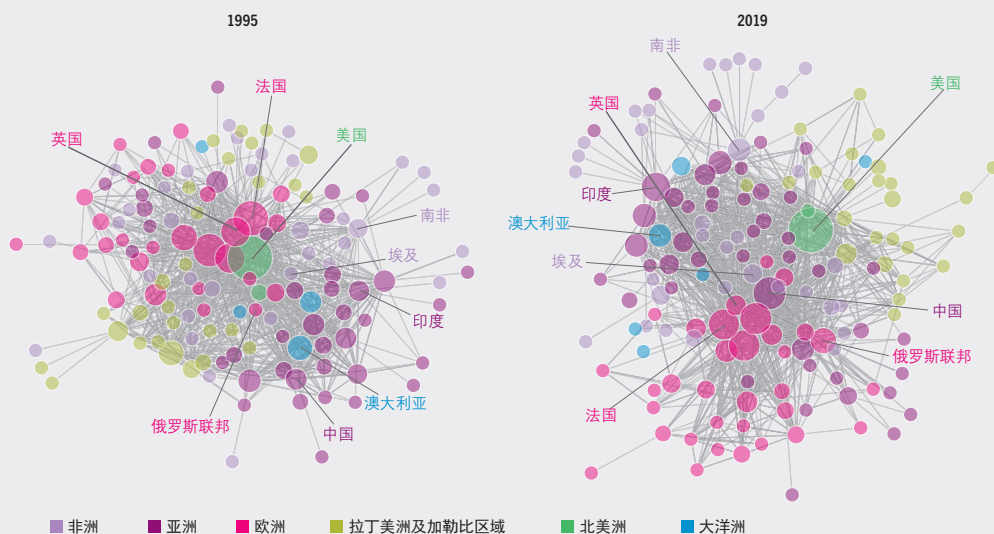 1995
法国
英国
美国
南非
埃及
印度
澳大利亚
俄罗斯联邦
中国
2019
南非
美国
英国
印度
澳大利亚
埃及
中国
俄罗斯联邦
法国
非洲 亚洲 欧洲 拉丁美洲及加勒比区域 北美洲 大洋洲